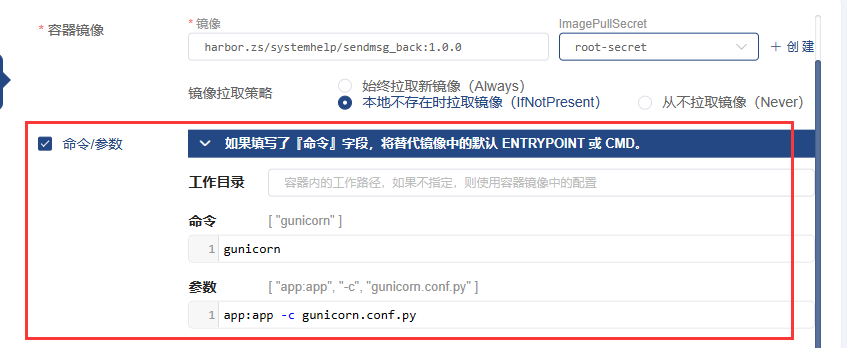 * 容器镜像
* 镜像
ImagePullSecret
harbor.zs/systemhelp/sendmsg_back:1.0.0
root-secret
+ 创建
镜像拉取策略
始终拉取新镜像（Always）
本地不存在时拉取镜像（IfNotPresent）
从不拉取镜像（Never）
命令/参数
如果填写了『命令』字段，将替代镜像中的默认 ENTRYPOINT 或 CMD。
工作目录
容器内的工作路径，如果不指定，则使用容器镜像中的配置
命令
[ "gunicorn" ]
1 gunicorn
参数
[ "app:app", "-c", "gunicorn.conf.py" ]
1 app:app -c gunicorn.conf.py